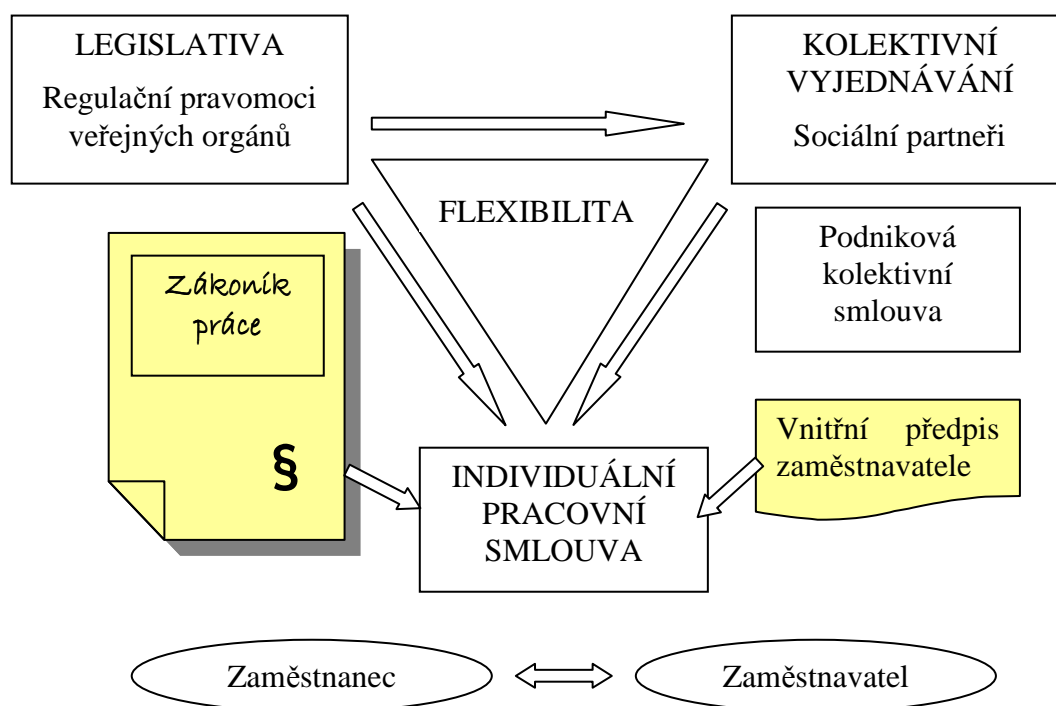 LEGISLATIVA
Regulační pravomoci
veřejných orgánů
KOLEKTIVNÍ
VYJEDNÁVÁNÍ
Sociální partneři
FLEXIBILITA
Zákoník
práce
§
Podniková
kolektivní
smlouva
Vnitřní předpis
zaměstnavatele
INDIVIDUÁLNÍ
PRACOVNÍ
SMLOUVA
Zaměstnanec
Zaměstnavatel